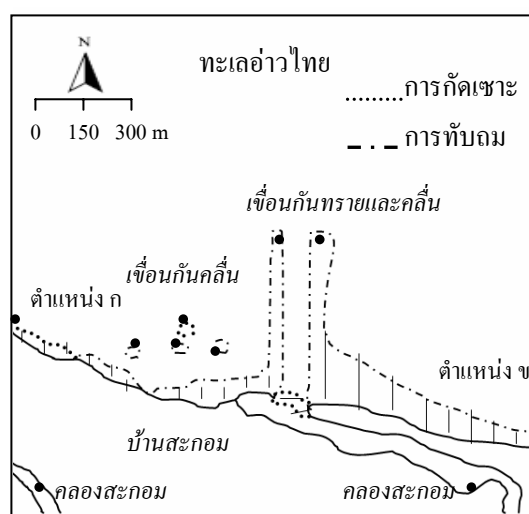 N
ทะเลอ่าวไทย
0 150 300 m
การกัดเซาะ
การทับถม
เขื่อนกันทรายและคลื่น
เขื่อนกันคลื่น
ตำแหน่ง ก
ตำแหน่ง ข
บ้านสะกอม
คลองสะกอม
คลองสะกอม